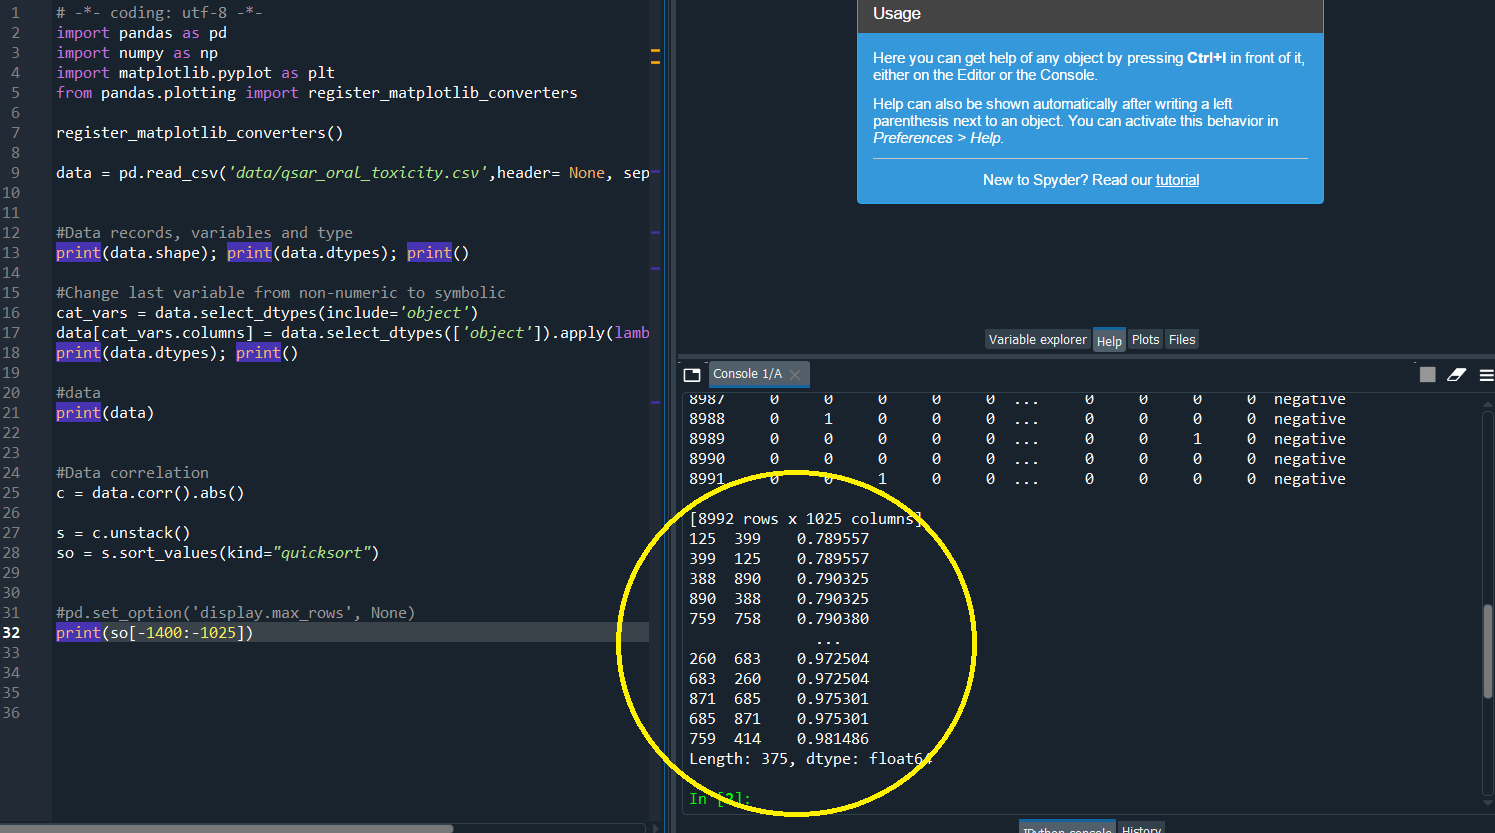 1 # -*- coding: utf-8 -*-
2 import pandas as pd
3 import numpy as np
4 import matplotlib.pyplot as plt
5 from pandas.plotting import register_matplotlib_converters
6
7 register_matplotlib_converters()
8
9 data = pd.read_csv('data/qsar_oral_toxicity.csv',header= None, sep
10
11
12 #Data records, variables and type
13 print(data.shape); print(data.dtypes); print()
14
15 #Change last variable from non-numeric to symbolic
16 cat_vars = data.select_dtypes(include='object')
17 data[cat_vars.columns] = data.select_dtypes(['object']).apply(lamb
18 print(data.dtypes); print()
19
20 #data
21 print(data)
22
23
24 #Data correlation
25 c = data.corr().abs()
26
27 s = c.unstack()
28 so = s.sort_values(kind="quicksort")
29
30
31 #pd.set_option('display.max_rows', None)
32 print(so[-1400:-1025])
33
34
35
36
Usage
Here you can get help of any object by pressing Ctrl+I in front of it,
either on the Editor or the Console.
Help can also be shown automatically after writing a left
parenthesis next to an object. You can activate this behavior in
Preferences > Help.
New to Spyder? Read our tutorial
Variable explorer Help Plots Files
Console 1/A
8987 0 0 0 0 0 ... 0 0 0 0 negative
8988 0 1 0 0 0 ... 0 0 0 0 negative
8989 0 0 0 0 0 ... 0 0 1 0 negative
8990 0 0 0 0 0 ... 0 0 0 0 negative
8991 0 0 1 0 0 ... 0 0 0 0 negative
[8992 rows x 1025 columns]
125 399 0.789557
399 125 0.789557
388 890 0.790325
890 388 0.790325
759 758 0.790380
...
260 683 0.972504
683 260 0.972504
871 685 0.975301
685 871 0.975301
759 414 0.981486
Length: 375, dtype: float64
In [2]:
IPython console History